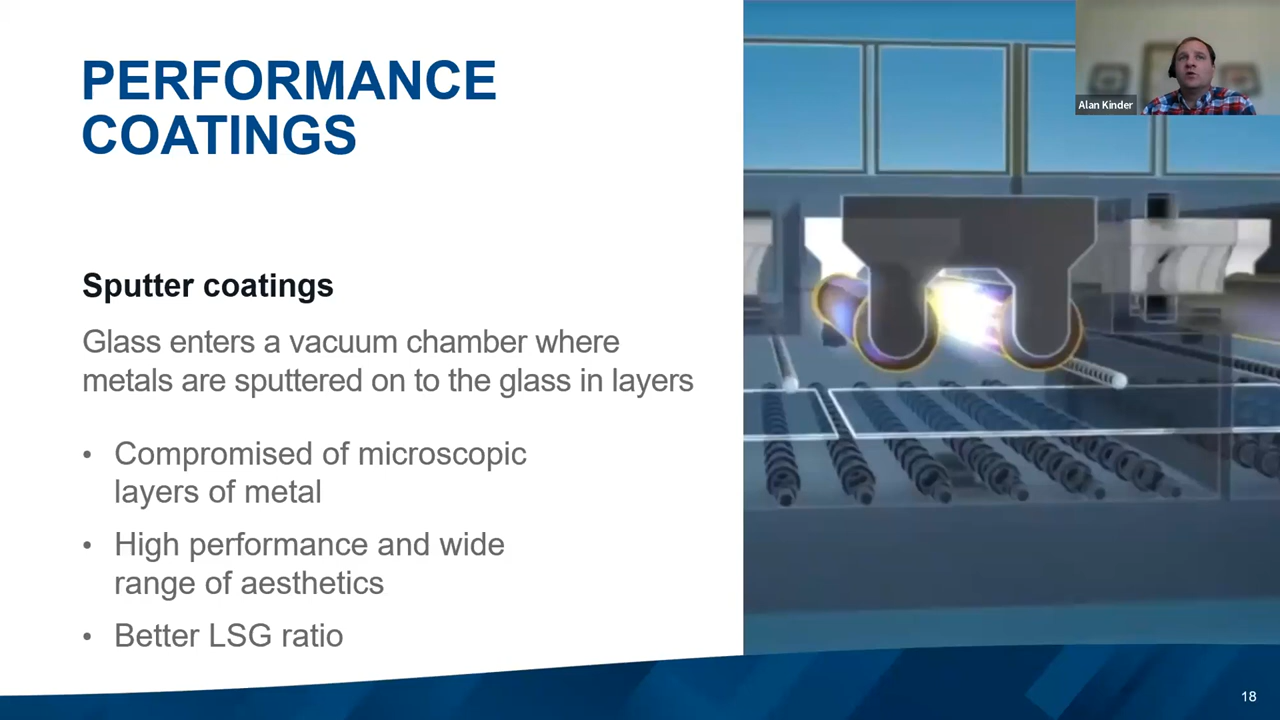 PERFORMANCE
COATINGS
Alan Kinder
Sputter coatings
Glass enters a vacuum chamber where
metals are sputtered on to the glass in layers
• Compromised of microscopic
layers of metal
• High performance and wide
range of aesthetics
• Better LSG ratio
18